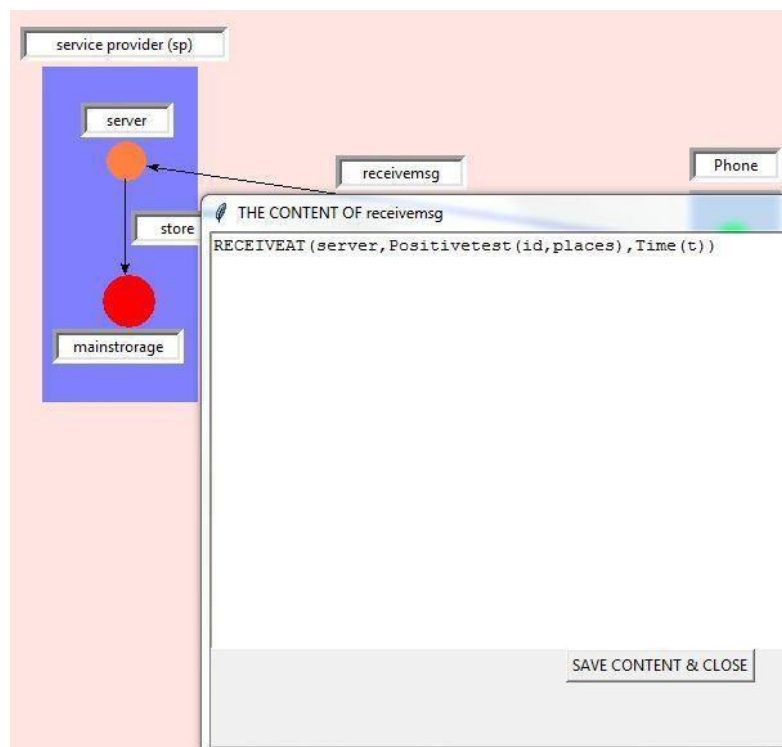 service provider (sp)
server
receivemsg
Phone
THE CONTENT OF receivemsg
store
RECEIVEAT(server,Positivetest(id,places),Time(t))
mainstrorage
SAVE CONTENT & CLOSE